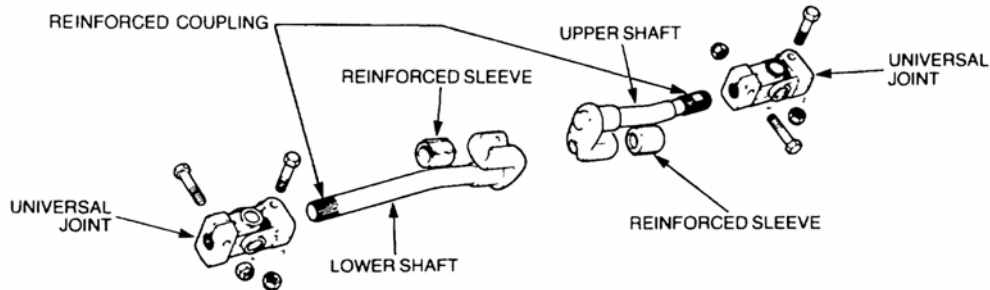 REINFORCED COUPLING
UPPER SHAFT
REINFORCED SLEEVE
UNIVERSAL
JOINT
UNIVERSAL
JOINT
REINFORCED SLEEVE
LOWER SHAFT